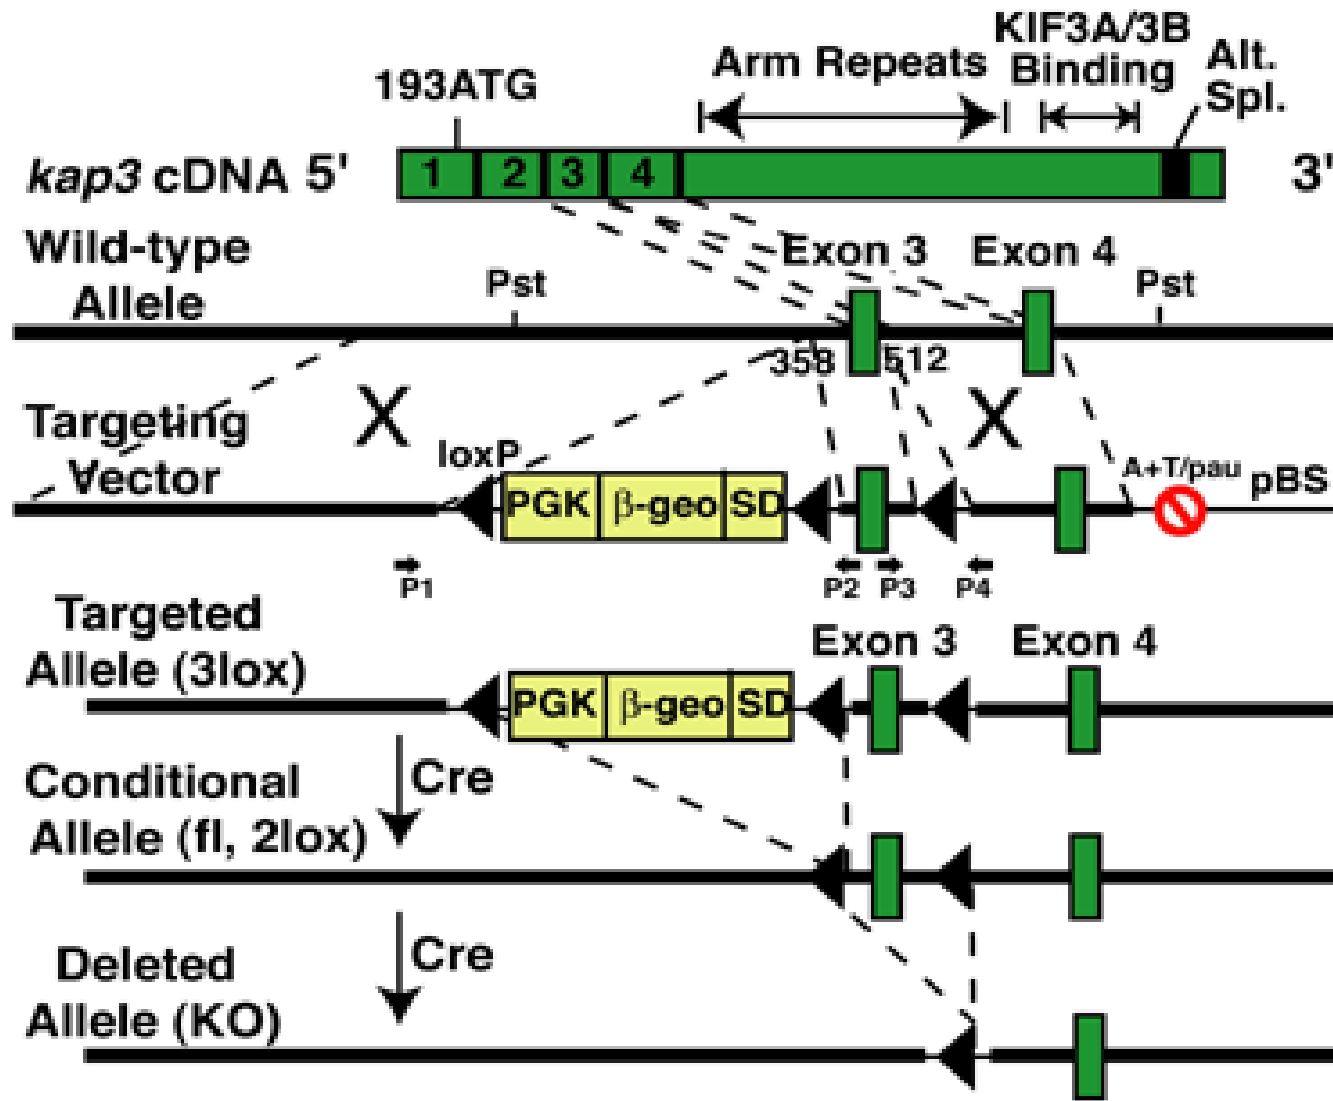 KIF3A/3B
Arm Repeats Binding Alt.
193ATG Spl.
kap3 cDNA 5' 1 2 3 4 3'
Wild-type Exon 3 Exon 4
Allele Pst Pst
358 512
Targeting X X
Vector loxP A+T/pau pBS
PGK β-geo SD
P1 P2 P3 P4
Targeted Exon 3 Exon 4
Allele (3lox)
PGK β-geo SD
Conditional Cre
Allele (fl, 2lox)
Deleted Cre
Allele (KO)